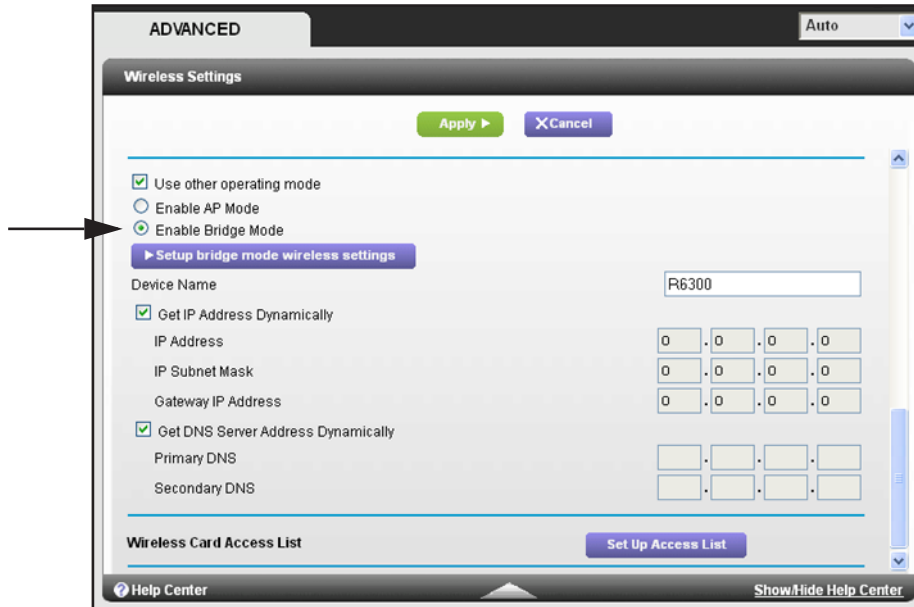 ADVANCED
Auto
Wireless Settings
Apply
Cancel
Use other operating mode
Enable AP Mode
Enable Bridge Mode
Setup bridge mode wireless settings
Device Name R6300
Get IP Address Dynamically
IP Address 0 . 0 . 0 . 0
IP Subnet Mask 0 . 0 . 0 . 0
Gateway IP Address 0 . 0 . 0 . 0
Get DNS Server Address Dynamically
Primary DNS . . .
Secondary DNS . . .
Wireless Card Access List Set Up Access List
? Help Center Show/Hide Help Center